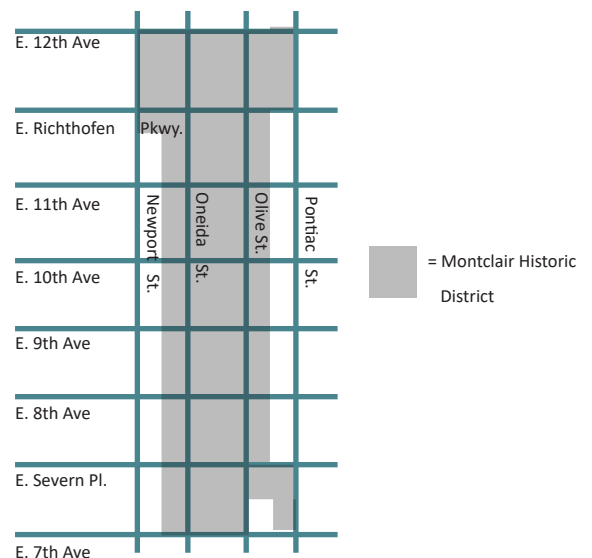 E. 12th Ave
E. Richthofen Pkwy.
E. 11th Ave
Newport St.
Oneida St.
Olive St.
Pontiac St.
= Montclair Historic
District
E. 10th Ave
E. 9th Ave
E. 8th Ave
E. Severn Pl.
E. 7th Ave